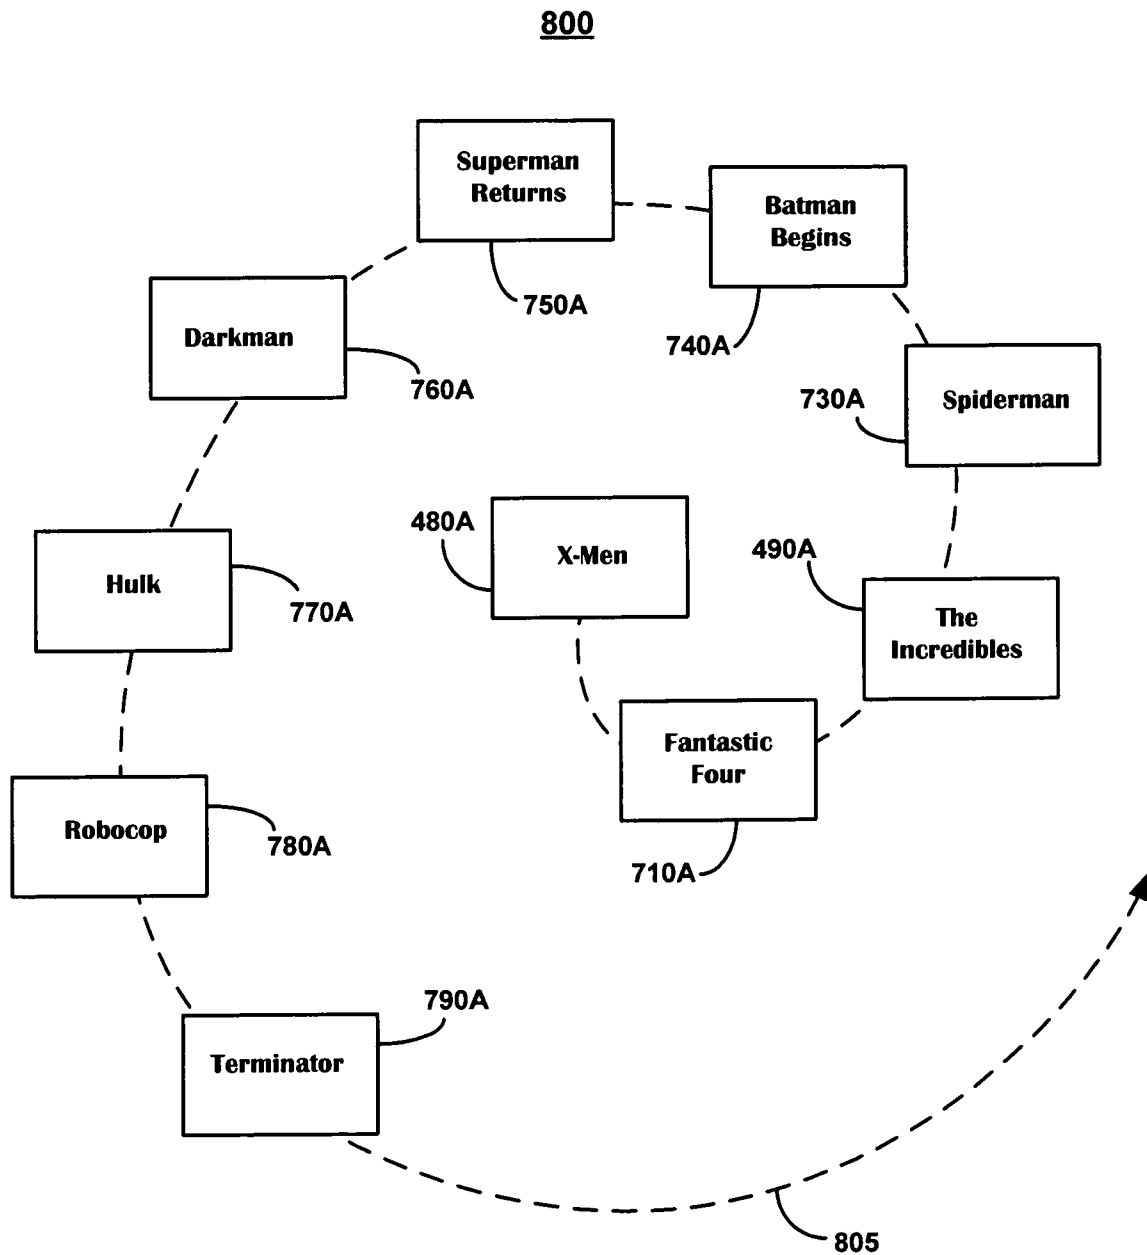 800
Superman
Returns
750A
Batman
Begins
740A
Darkman
760A
730A
Spiderman
480A
X-Men
490A
Hulk
770A
The
Incredibles
Fantastic
Four
710A
Robocop
780A
790A
Terminator
805